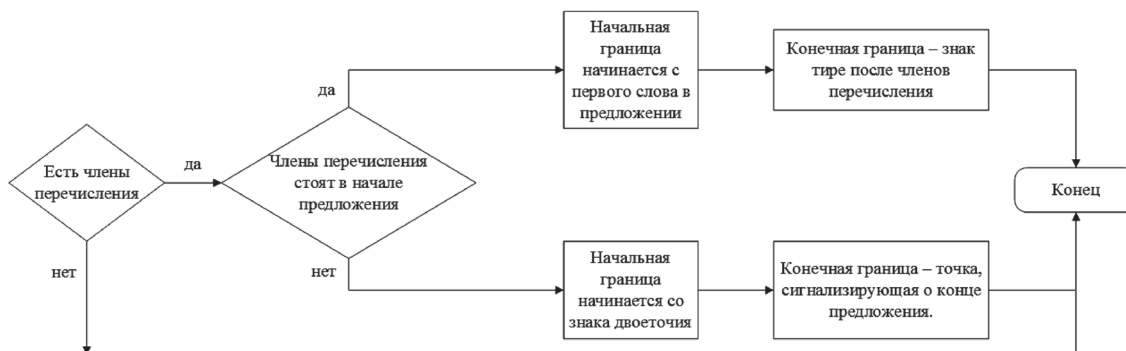 Есть члены
перечисления
да
нет
Члены перечисления
стоят в начале
предложения
да
нет
Начальная
граница
начинается с
первого слова в
предложении
Конечная граница – знак
тире после членов
перечисления
Начальная
граница
начинается со
знака двоеточия
Конечная граница – точка,
сигнализирующая о конце
предложения.
Конец